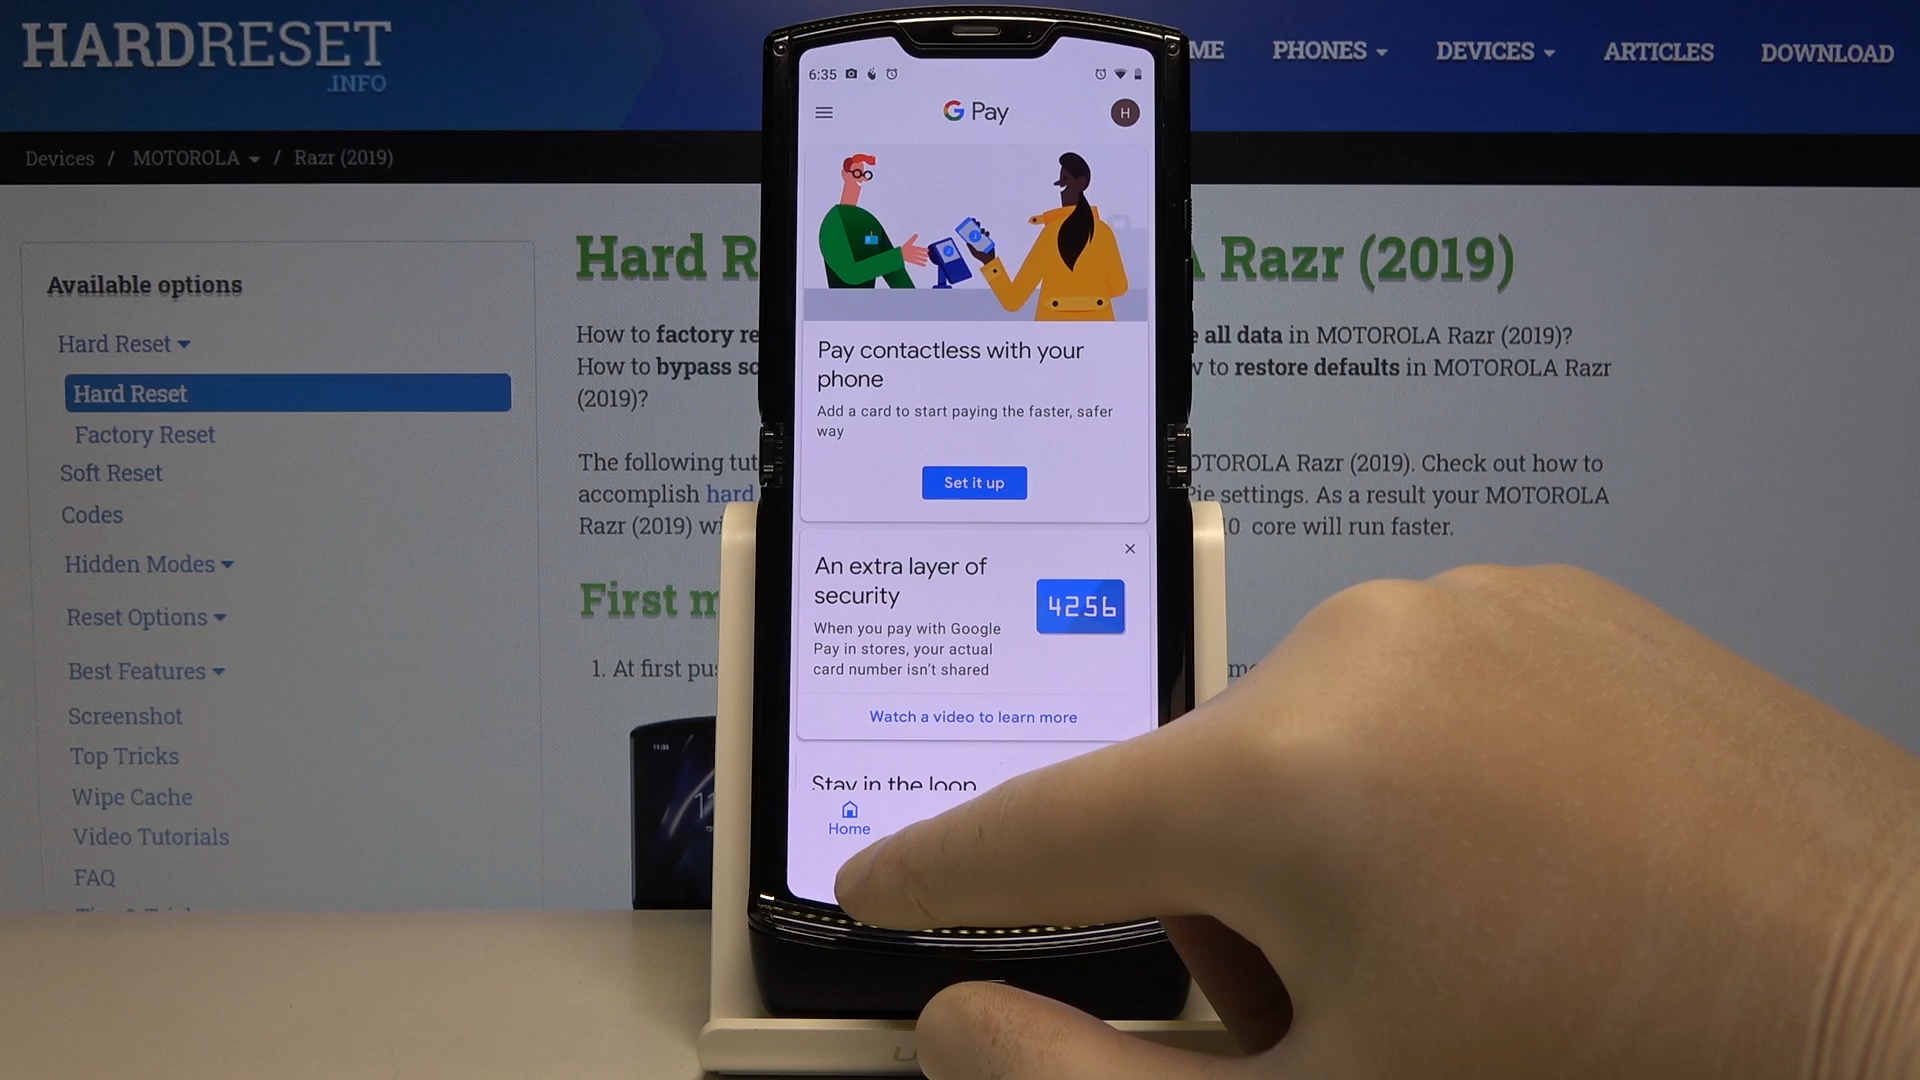 HARDRESET
.INFO
ME PHONES DEVICES ARTICLES DOWNLOAD
Devices / MOTOROLA / Razr (2019)
Available options
Hard Reset
Hard Reset
Factory Reset
Soft Reset
Codes
Hidden Modes
Reset Options
Best Features
Screenshot
Top Tricks
Wipe Cache
Video Tutorials
FAQ
Hard R A Razr (2019)
How to factory re e all data in MOTOROLA Razr (2019)?
How to bypass sc w to restore defaults in MOTOROLA Razr
(2019)?
The following tut OTOROLA Razr (2019). Check out how to
accomplish hard Pie settings. As a result your MOTOROLA
Razr (2019) wi 10 core will run faster.
First m
1. At first pu
11:35
6:35
G Pay
H
Pay contactless with your
phone
Add a card to start paying the faster, safer
way
Set it up
An extra layer of
security
4256
When you pay with Google
Pay in stores, your actual
card number isn't shared
Watch a video to learn more
Stay in the loop
Home